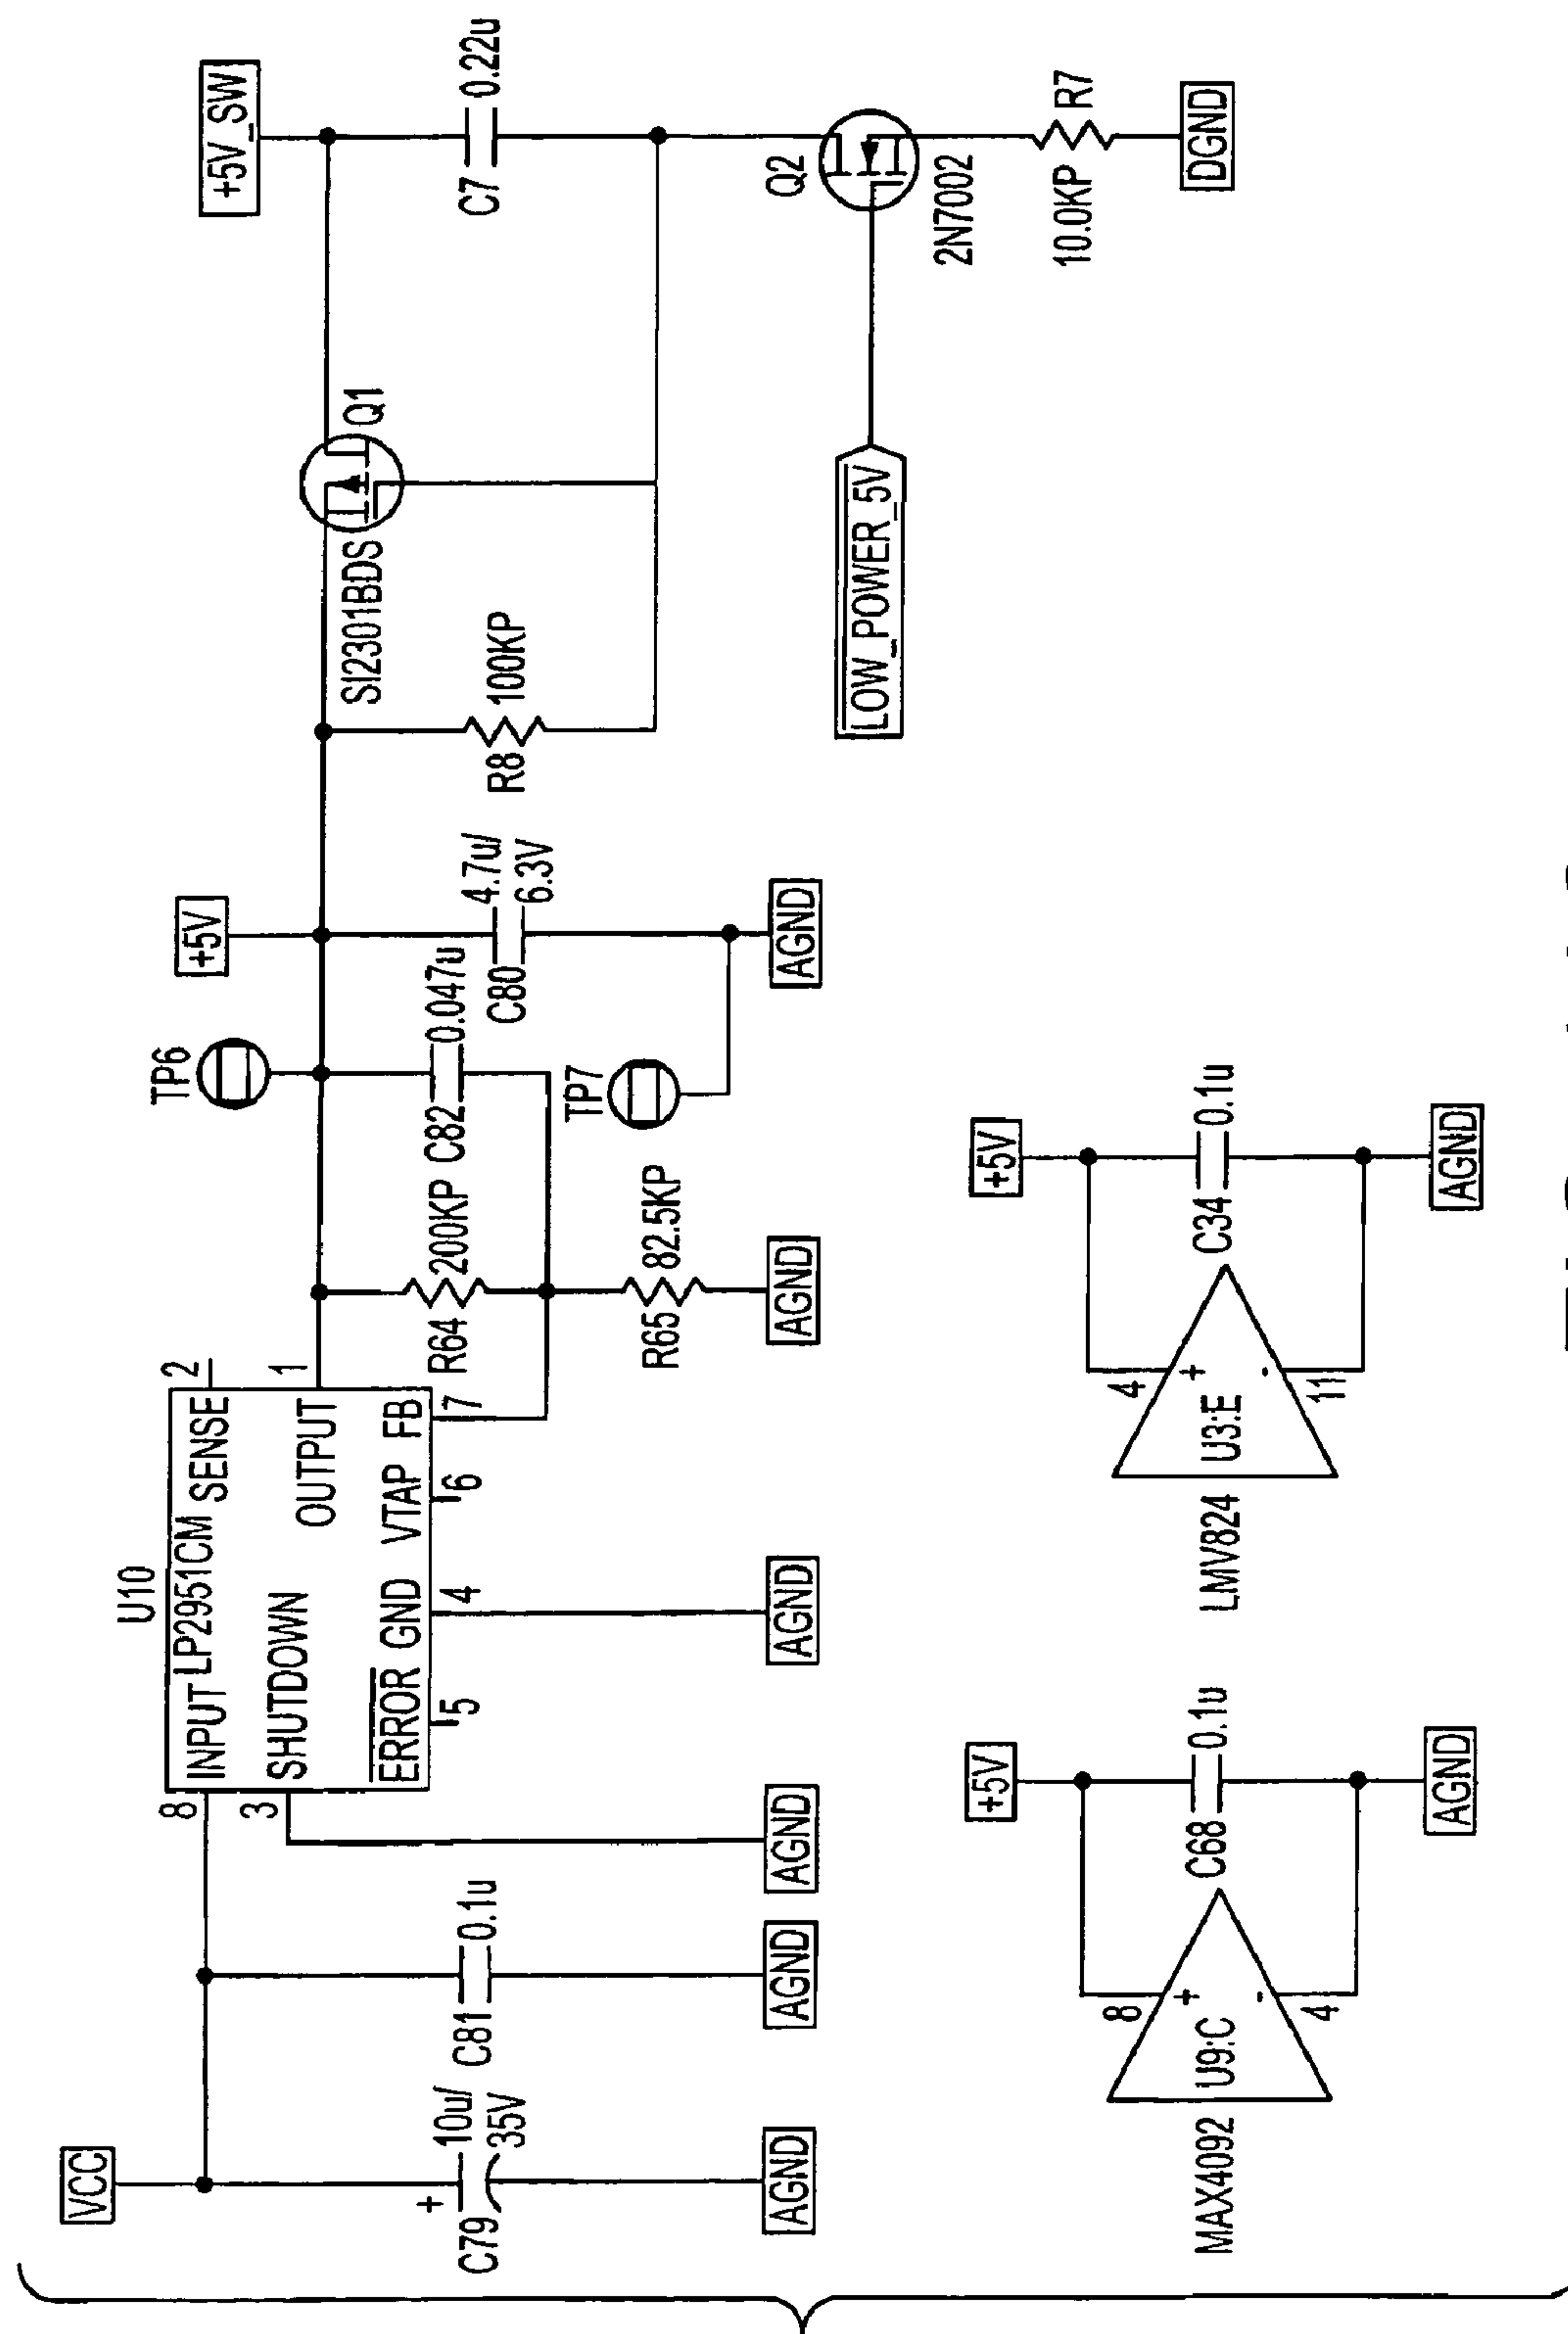 VCC
+
10u/
35V
C79
AGND
C81
0.1u
AGND
8
3
AGND
U10
LP2951CM
INPUT
SENSE
SHUTDOWN
OUTPUT
ERROR
GND
VTAP
FB
2
1
5
4
6
7
AGND
R64
200KP
R65
82.5KP
AGND
TP6
C82
0.047u
TP7
+5V
4.7u/
6.3V
C80
AGND
R8
100KP
SI2301BDS
Q1
+5V_SW
C7
0.22u
Q2
2N7002
LOW_POWER_5V
10.0KP
R7
DGND
MAX4092
U9:C
8
+
-
4
+5V
C68
0.1u
AGND
LMV824
U3:E
4
+
-
11
+5V
C34
0.1u
AGND